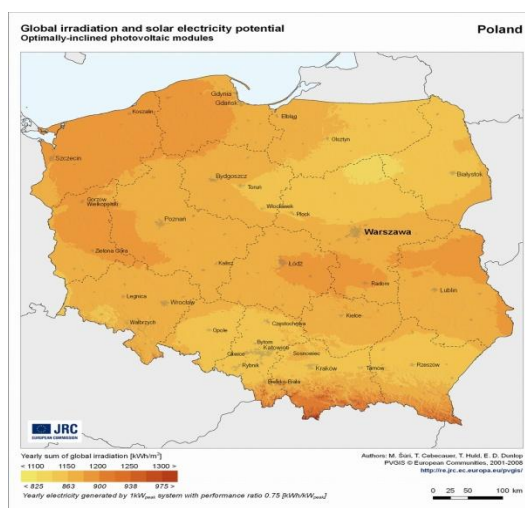 Global irradiation and solar electricity potential
Optimally-inclined photovoltaic modules
Poland
Gdynia
Gdańsk
Koszalin
Elbląg
Olsztyn
Szczecin
Białystok
Bydgoszcz
Toruń
Gorzów
Wielkopolski
Włocławek
Płock
Poznań
Warszawa
Zielona Góra
Kalisz
Łódź
Radom
Lublin
Legnica
Wrocław
Wałbrzych
Opole
Częstochowa
Kielce
Bytom
Gliwice
Katowice
Sosnowiec
Rybnik
Kraków
Tarnów
Rzeszów
Bielsko-Biała
JRC
EUROPEAN COMMISSION
Yearly sum of global irradiation [kWh/m²]
< 1100 1150 1200 1250 1300 >
< 825 863 900 938 975 >
Yearly electricity generated by 1kWpeak system with performance ratio 0.75 [kWh/kWpeak]
Authors: M. Šúri, T. Cebecauer, T. Huld, E. D. Dunlop
PVGIS © European Communities, 2001-2008
http://re.jrc.ec.europa.eu/pvgis/
0 25 50 100 km